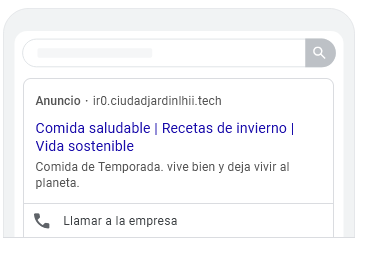 Anuncio · ir0.ciudadjardinlhii.tech
Comida saludable | Recetas de invierno |
Vida sostenible
Comida de Temporada. vive bien y deja vivir al
planeta.
Llamar a la empresa